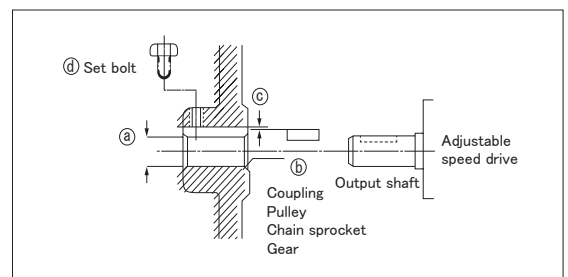 ⓓ Set bolt
ⓒ
ⓐ
ⓑ
Coupling
Pulley
Chain sprocket
Gear
Output shaft
Adjustable
speed drive